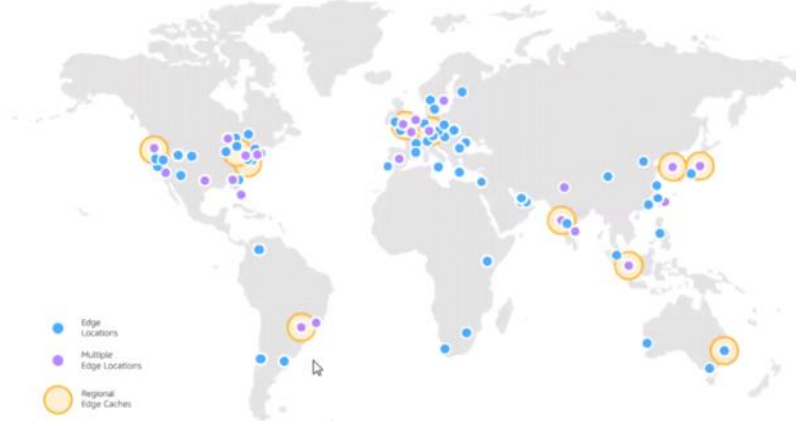 Edge
Locations
Multiple
Edge Locations
Regional
Edge Caches